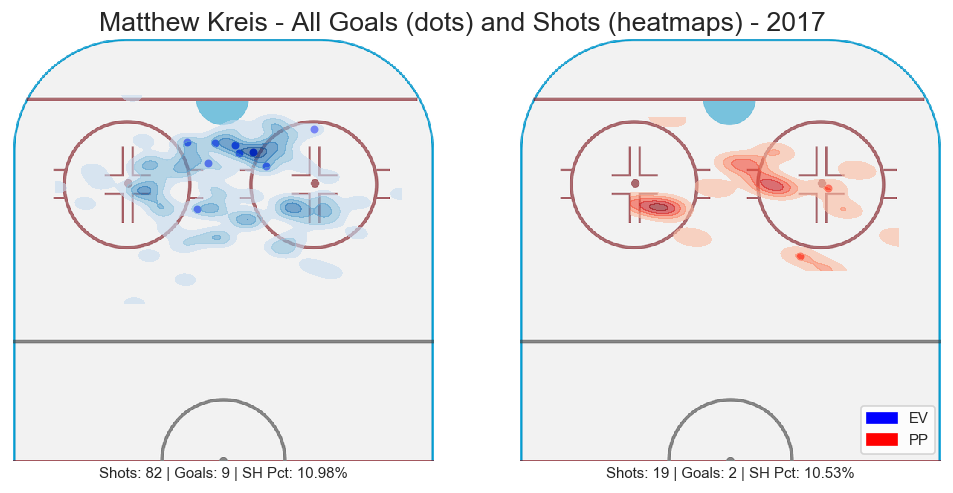 Matthew Kreis - All Goals (dots) and Shots (heatmaps) - 2017
EV
PP
Shots: 82 | Goals: 9 | SH Pct: 10.98%
Shots: 19 | Goals: 2 | SH Pct: 10.53%